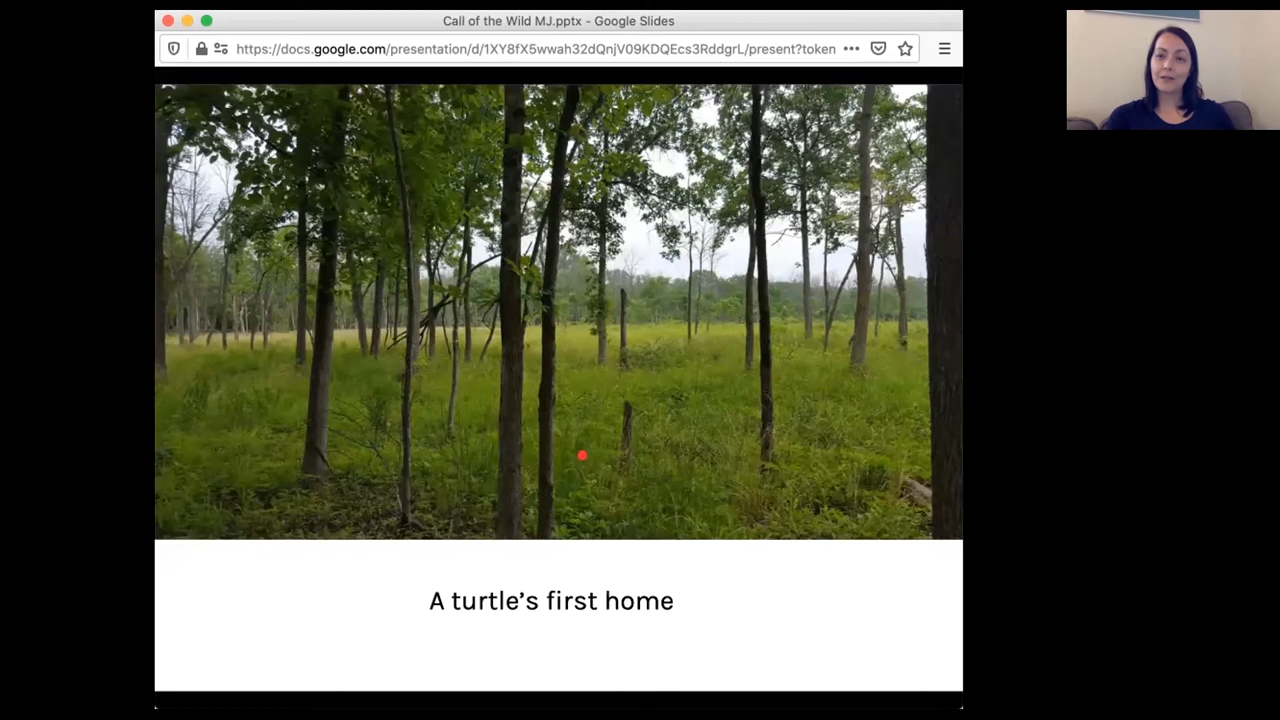 Call of the Wild MJ.pptx - Google Slides
https://docs.google.com/presentation/d/1XY8fX5wwah32dQnjV09KDQEcs3RddgrL/present?token
A turtle’s first home